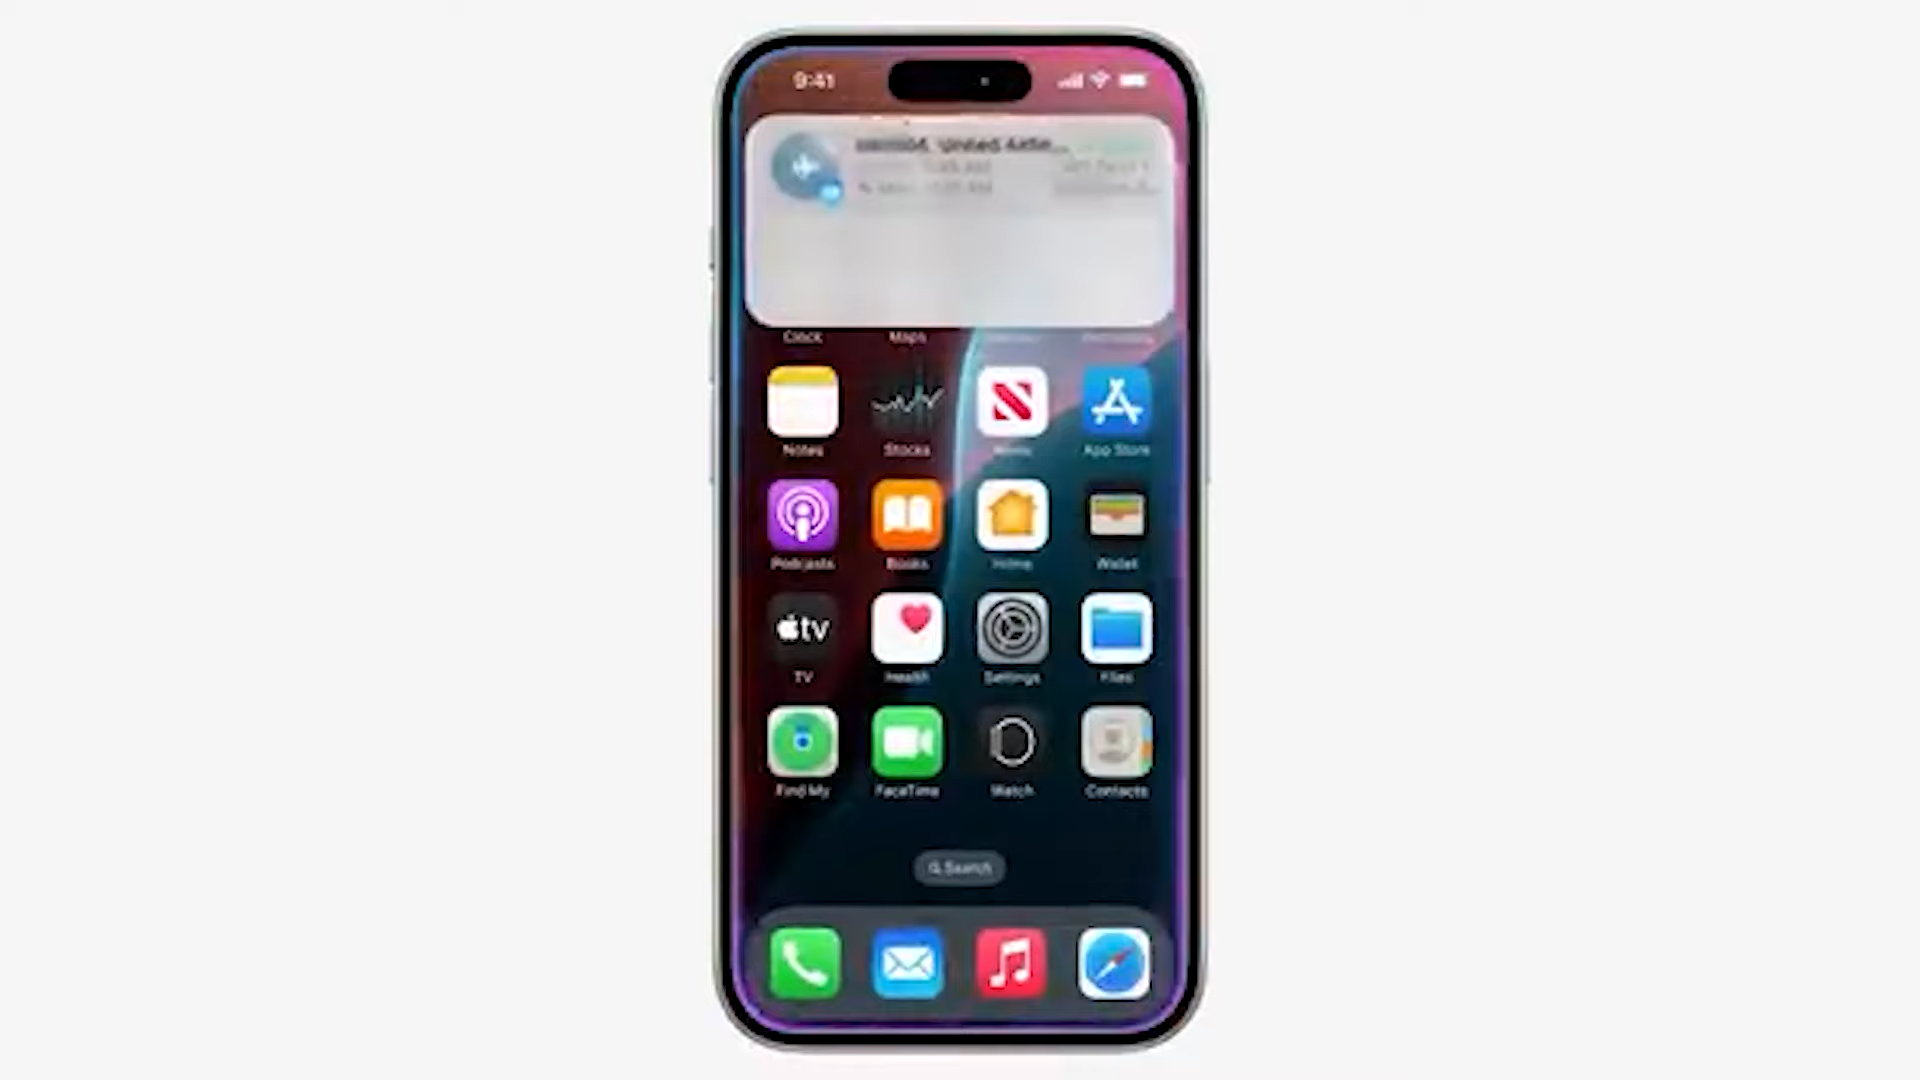 9:41
United Airlin...
Clock Maps
Notes Stocks News App Store
Podcasts Books Home Wallet
tv
TV Health Settings Files
Find My FaceTime Watch Contacts
Search